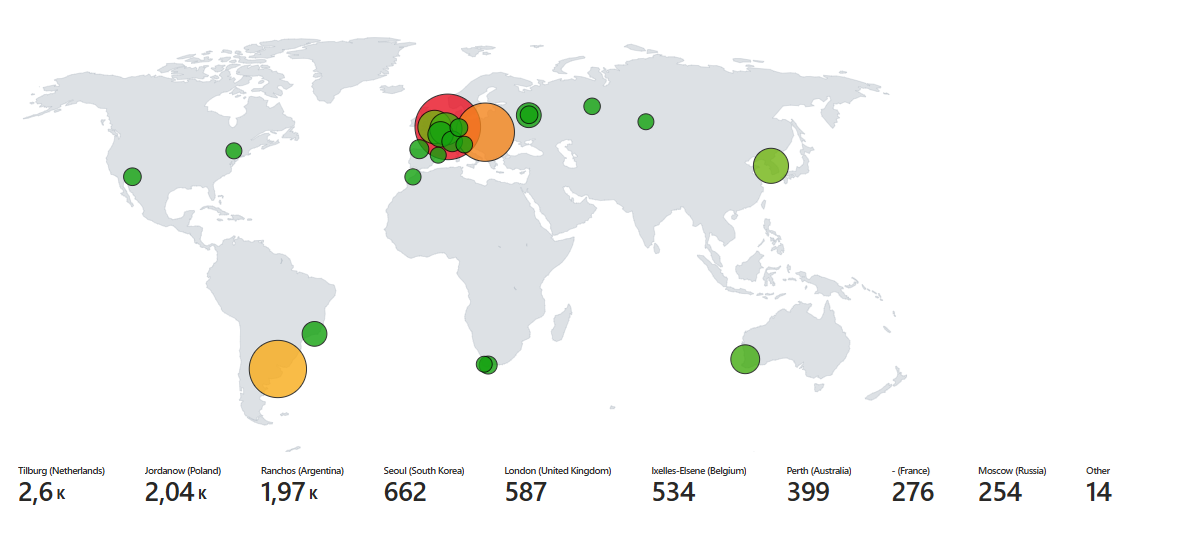 Tilburg (Netherlands) Jordanow (Poland) Ranchos (Argentina) Seoul (South Korea) London (United Kingdom) Ixelles-Elsene (Belgium) Perth (Australia) - (France) Moscow (Russia) Other
2,6 K 2,04 K 1,97 K 662 587 534 399 276 254 14